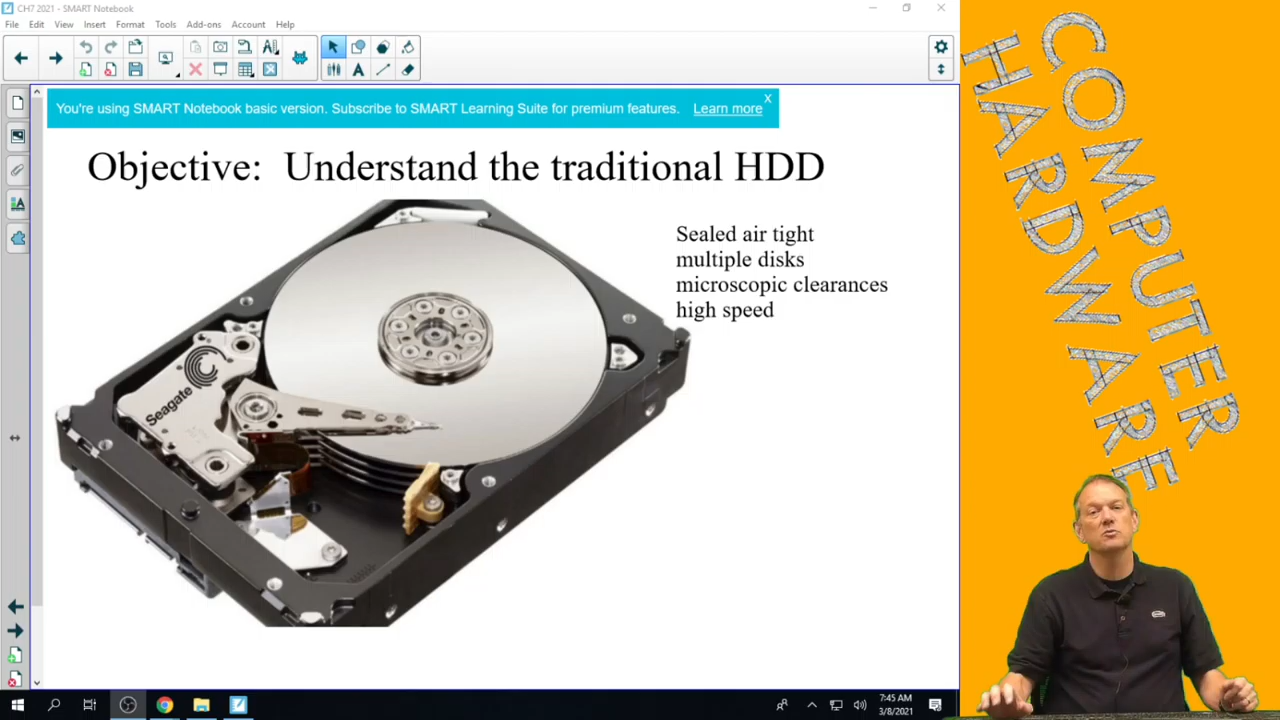 CH7 2021 - SMART Notebook
File Edit View Insert Format Tools Add-ons Account Help
You're using SMART Notebook basic version. Subscribe to SMART Learning Suite for premium features. Learn more X
Objective: Understand the traditional HDD
Sealed air tight
multiple disks
microscopic clearances
high speed
Seagate
COMPUTER
HARDWARE
7:45 AM
3/8/2021